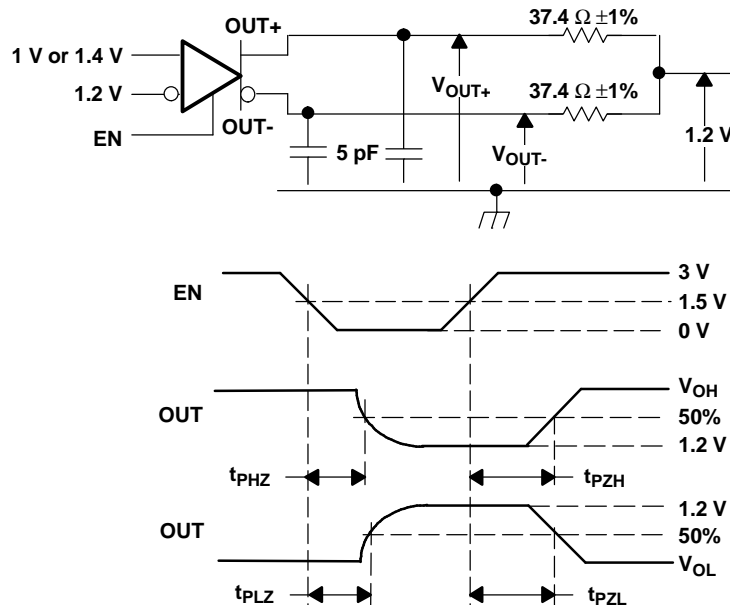 OUT+
37.4 Ω ±1%
1 V or 1.4 V
V_OUT+
1.2 V
37.4 Ω ±1%
EN
OUT-
5 pF
V_OUT-
1.2 V
EN
3 V
1.5 V
0 V
OUT
V_OH
50%
1.2 V
t_PHZ
t_PZH
OUT
1.2 V
50%
V_OL
t_PLZ
t_PZL